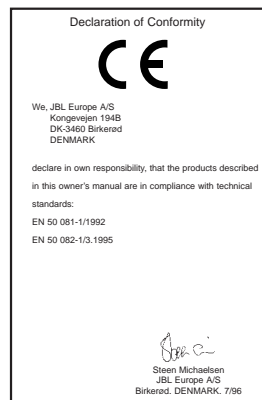 Declaration of Conformity
CE
We, JBL Europe A/S
Kongevejen 194B
DK-3460 Birkerød
DENMARK
declare in own responsibility, that the products described
in this owner's manual are in compliance with technical
standards:
EN 50 081-1/1992
EN 50 082-1/3.1995
Steen Michaelsen
JBL Europe A/S
Birkerød. DENMARK. 7/96